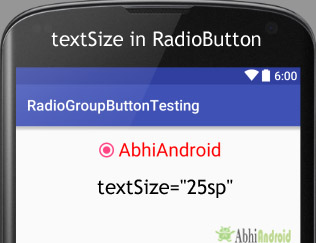 textSize in RadioButton
6:00
RadioGroupButtonTesting
AbhiAndroid
textSize="25sp"
AbhiAndroid